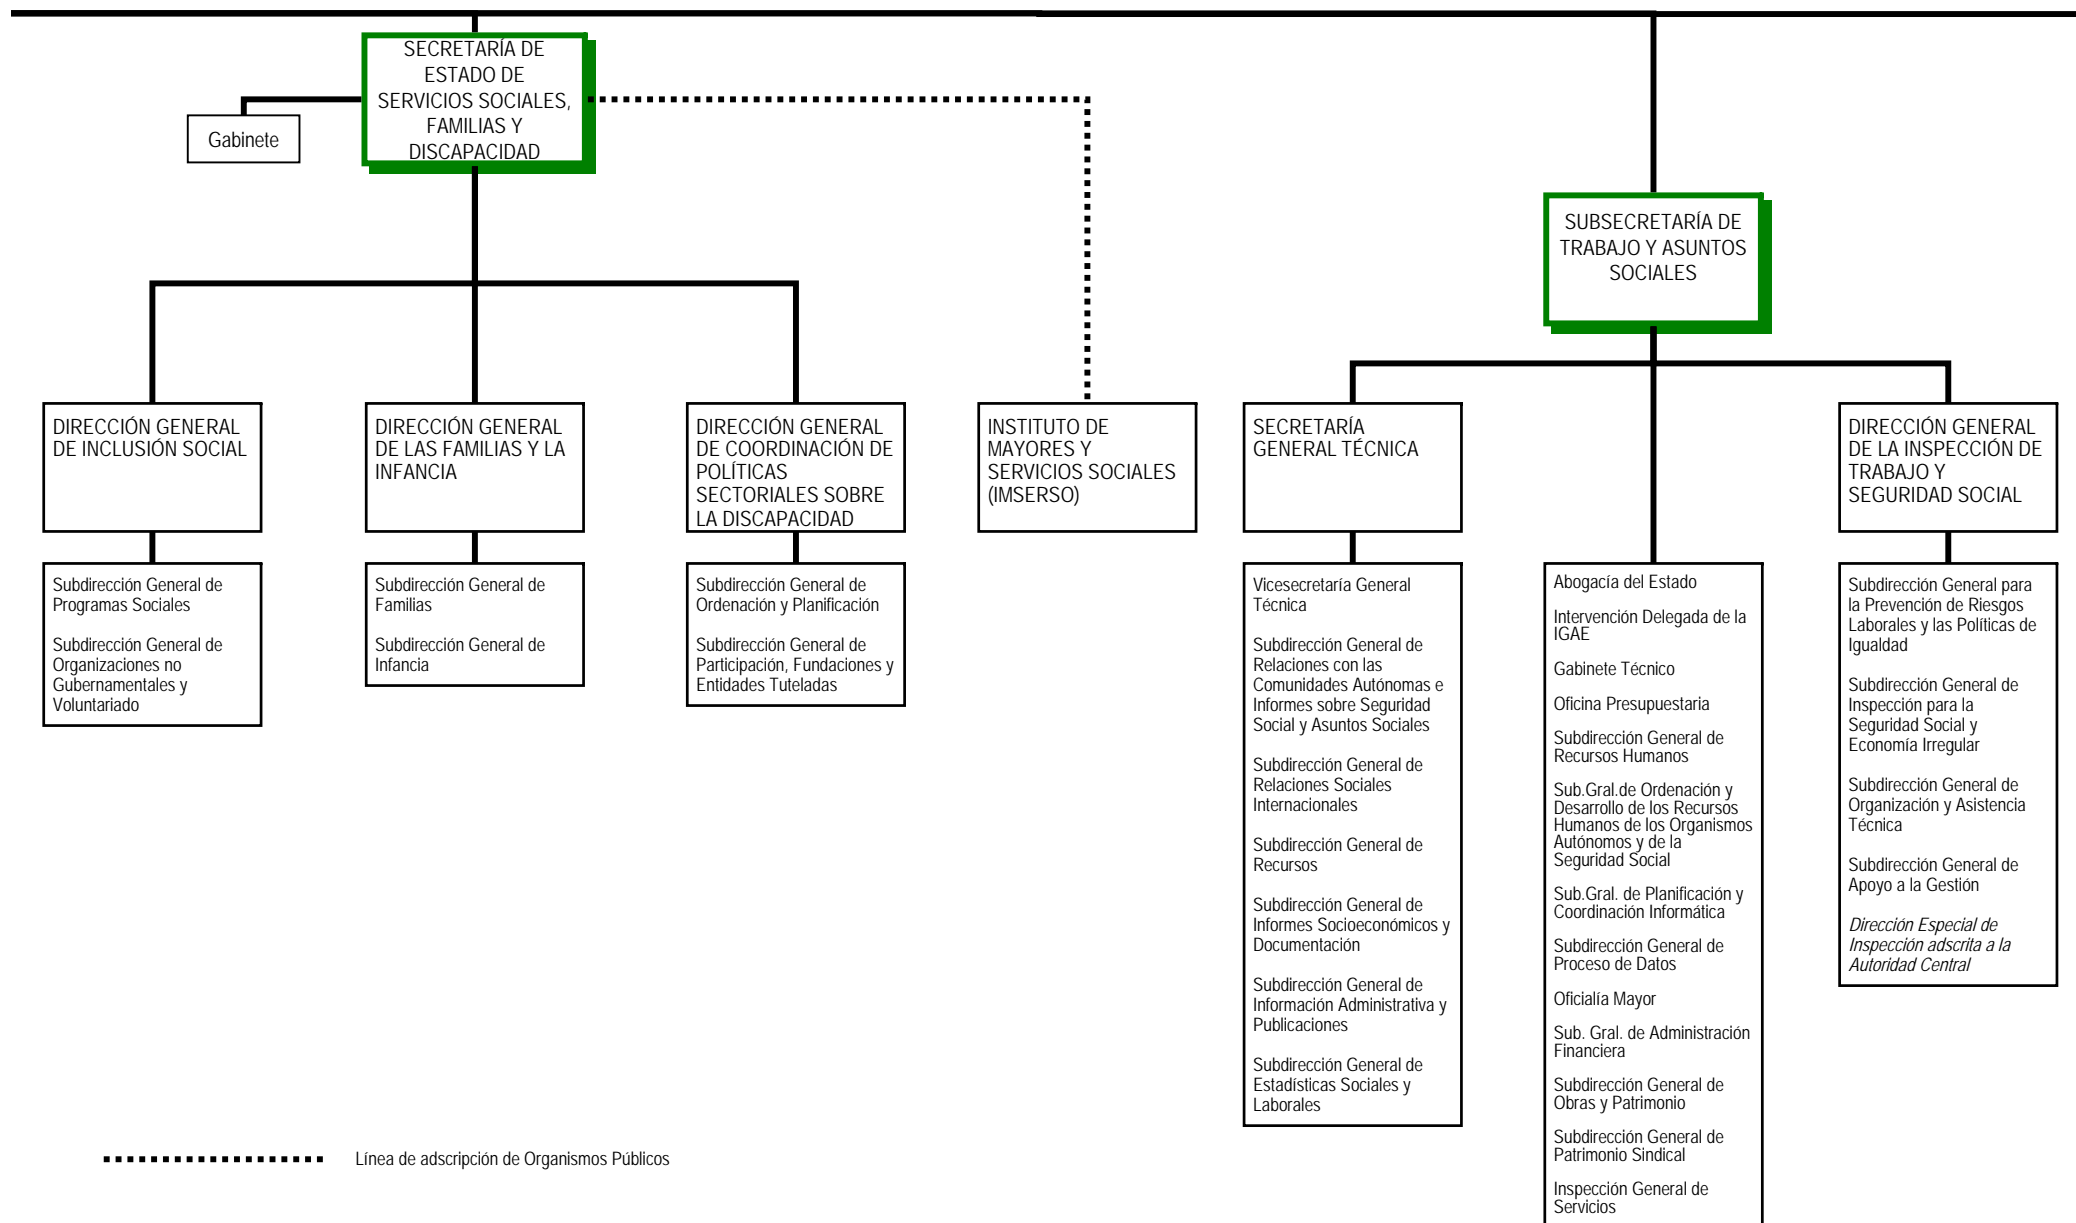 SECRETARÍA DE
ESTADO DE
SERVICIOS SOCIALES,
FAMILIAS Y
DISCAPACIDAD
Gabinete
SUBSECRETARÍA DE
TRABAJO Y ASUNTOS
SOCIALES
DIRECCIÓN GENERAL
DE INCLUSIÓN SOCIAL
DIRECCIÓN GENERAL
DE LAS FAMILIAS Y LA
INFANCIA
DIRECCIÓN GENERAL
DE COORDINACIÓN DE
POLÍTICAS
SECTORIALES SOBRE
LA DISCAPACIDAD
INSTITUTO DE
MAYORES Y
SERVICIOS SOCIALES
(IMSERSO)
SECRETARÍA
GENERAL TÉCNICA
DIRECCIÓN GENERAL
DE LA INSPECCIÓN DE
TRABAJO Y
SEGURIDAD SOCIAL
Subdirección General de
Programas Sociales
Subdirección General de
Organizaciones no
Gubernamentales y
Voluntariado
Subdirección General de
Familias
Subdirección General de
Infancia
Subdirección General de
Ordenación y Planificación
Subdirección General de
Participación, Fundaciones y
Entidades Tuteladas
Vicesecretaría General
Técnica
Subdirección General de
Relaciones con las
Comunidades Autónomas e
Informes sobre Seguridad
Social y Asuntos Sociales
Subdirección General de
Relaciones Sociales
Internacionales
Subdirección General de
Recursos
Subdirección General de
Informes Socioeconómicos y
Documentación
Subdirección General de
Información Administrativa y
Publicaciones
Subdirección General de
Estadísticas Sociales y
Laborales
Abogacía del Estado
Intervención Delegada de la
IGAE
Gabinete Técnico
Oficina Presupuestaria
Subdirección General de
Recursos Humanos
Sub.Gral.de Ordenación y
Desarrollo de los Recursos
Humanos de los Organismos
Autónomos y de la
Seguridad Social
Sub.Gral. de Planificación y
Coordinación Informática
Subdirección General de
Proceso de Datos
Oficialía Mayor
Sub. Gral. de Administración
Financiera
Subdirección General de
Obras y Patrimonio
Subdirección General de
Patrimonio Sindical
Inspección General de
Servicios
Subdirección General para
la Prevención de Riesgos
Laborales y las Políticas de
Igualdad
Subdirección General de
Inspección para la
Seguridad Social y
Economía Irregular
Subdirección General de
Organización y Asistencia
Técnica
Subdirección General de
Apoyo a la Gestión
Dirección Especial de
Inspección adscrita a la
Autoridad Central
Línea de adscripción de Organismos Públicos